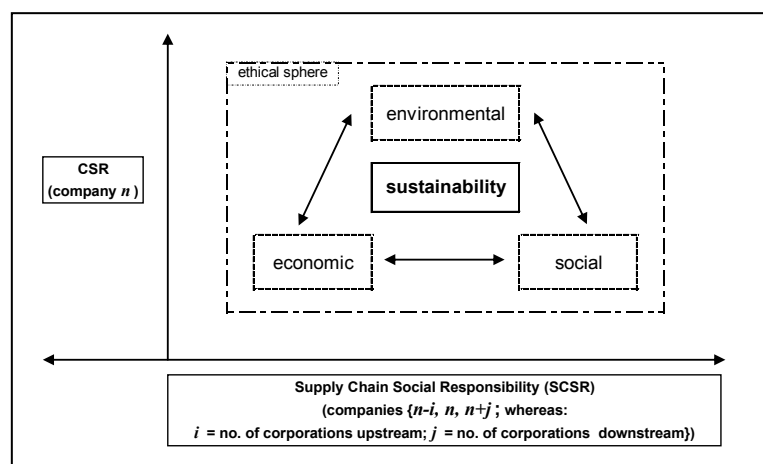 ethical sphere
environmental
CSR
(company n )
sustainability
economic
social
Supply Chain Social Responsibility (SCSR)
(companies {n-i, n, n+j ; whereas:
i = no. of corporations upstream; j = no. of corporations downstream})